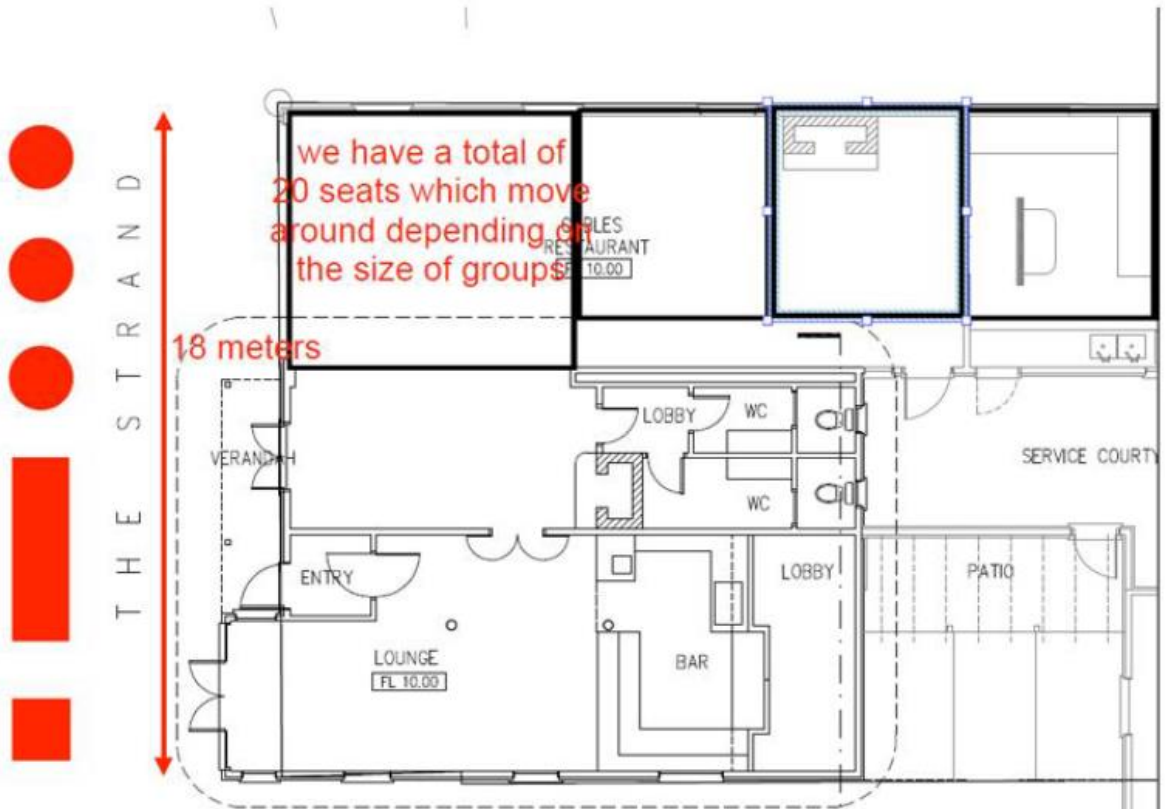 THE STRAND
we have a total of
20 seats which move
around depending on
the size of groups
RESTAURANT
10.00
18 meters
VERANDAH
LOBBY
WC
WC
SERVICE COURTY
ENTRY
LOBBY
PATIO
LOUNGE
FL 10.00
BAR